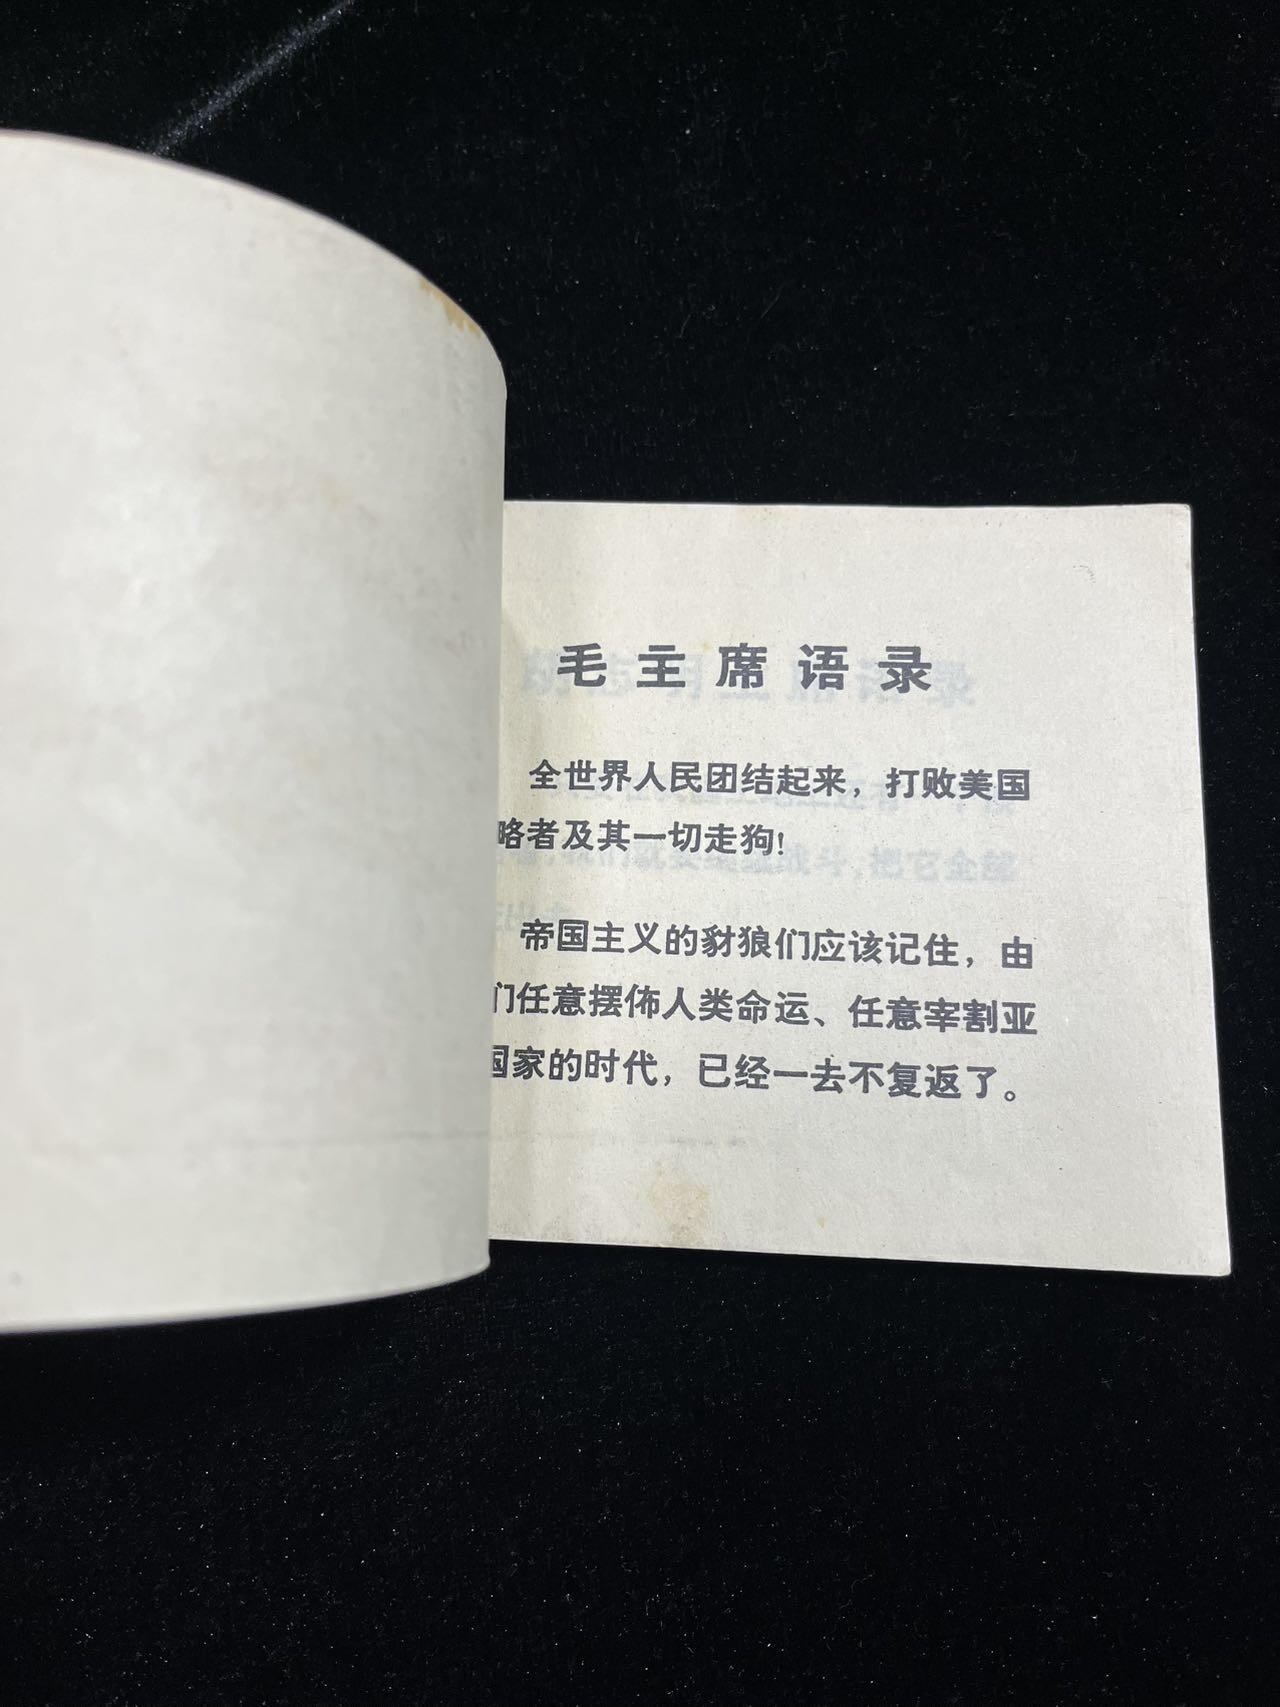 毛主席语录
全世界人民团结起来，打败美国
略者及其一切走狗！
帝国主义的豺狼们应该记住，由
们任意摆佈人类命运、任意宰割亚
国家的时代，已经一去不复返了。